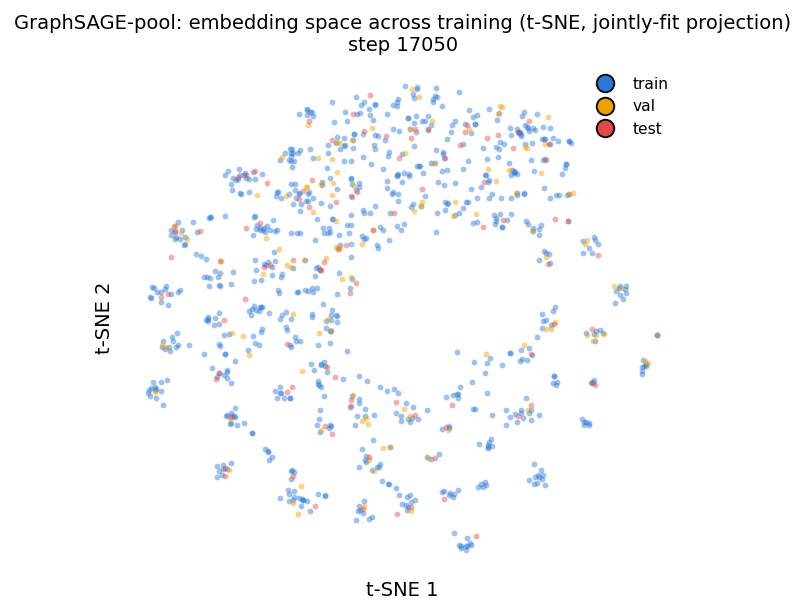 GraphSAGE-pool: embedding space across training (t-SNE, jointly-fit projection)
step 17050
train
val
test
t-SNE 2
t-SNE 1